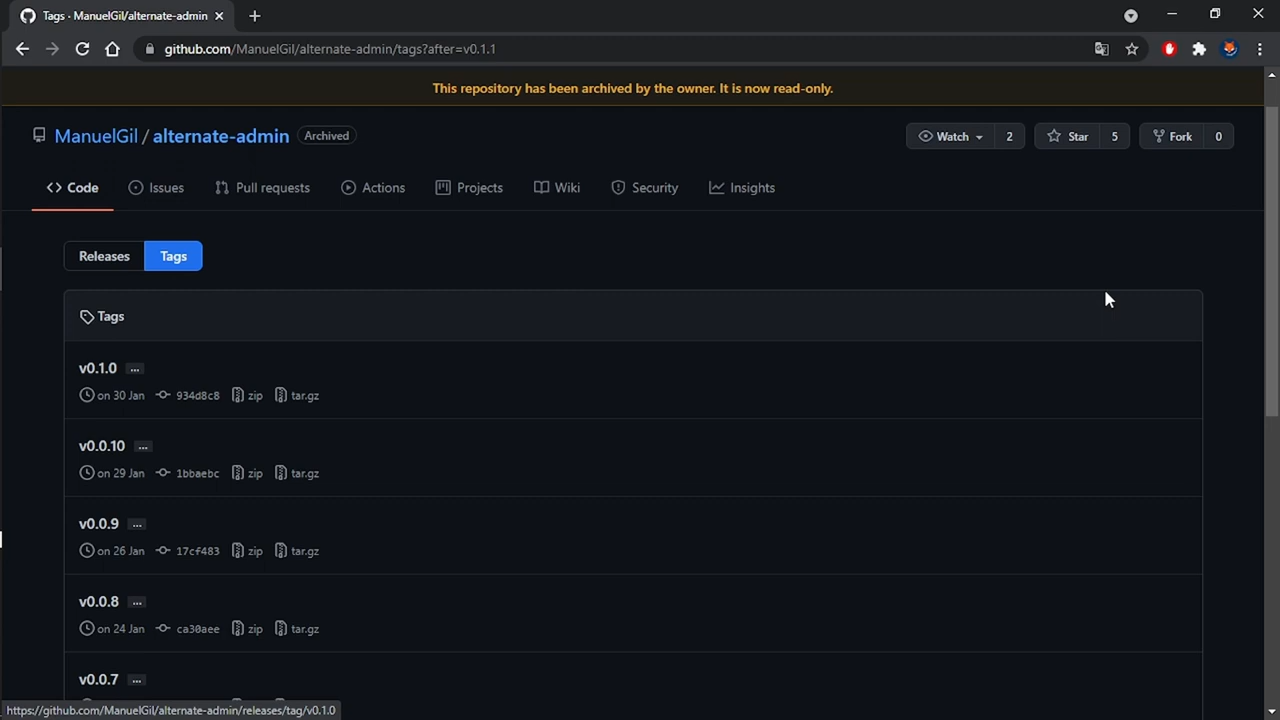 Tags · ManuelGil/alternate-admin
github.com/ManuelGil/alternate-admin/tags?after=v0.1.1
This repository has been archived by the owner. It is now read-only.
ManuelGil / alternate-admin Archived
Watch 2 Star 5 Fork 0
Code Issues Pull requests Actions Projects Wiki Security Insights
Releases Tags
Tags
v0.1.0 ...
on 30 Jan 934d8c8 zip tar.gz
v0.0.10 ...
on 29 Jan 1bbaebc zip tar.gz
v0.0.9 ...
on 26 Jan 17cf483 zip tar.gz
v0.0.8 ...
on 24 Jan ca30aee zip tar.gz
v0.0.7 ...
https://github.com/ManuelGil/alternate-admin/releases/tag/v0.1.0